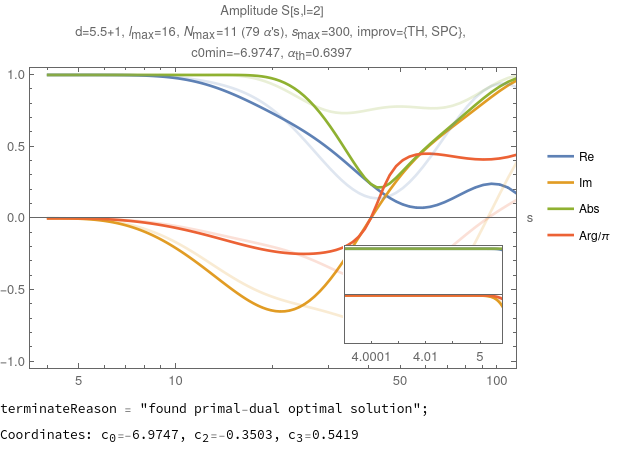 Amplitude S[s,l=2]
d=5.5+1, lmax=16, Nmax=11 (79 α's), smax=300, improv={TH, SPC},
c0min=-6.9747, αth=0.6397
1.0
0.5
0.0
-0.5
-1.0
5
10
50
100
s
4.0001
4.01
5
Re
Im
Abs
Arg/π
terminateReason = "found primal-dual optimal solution";
Coordinates: c0=-6.9747, c2=-0.3503, c3=0.5419